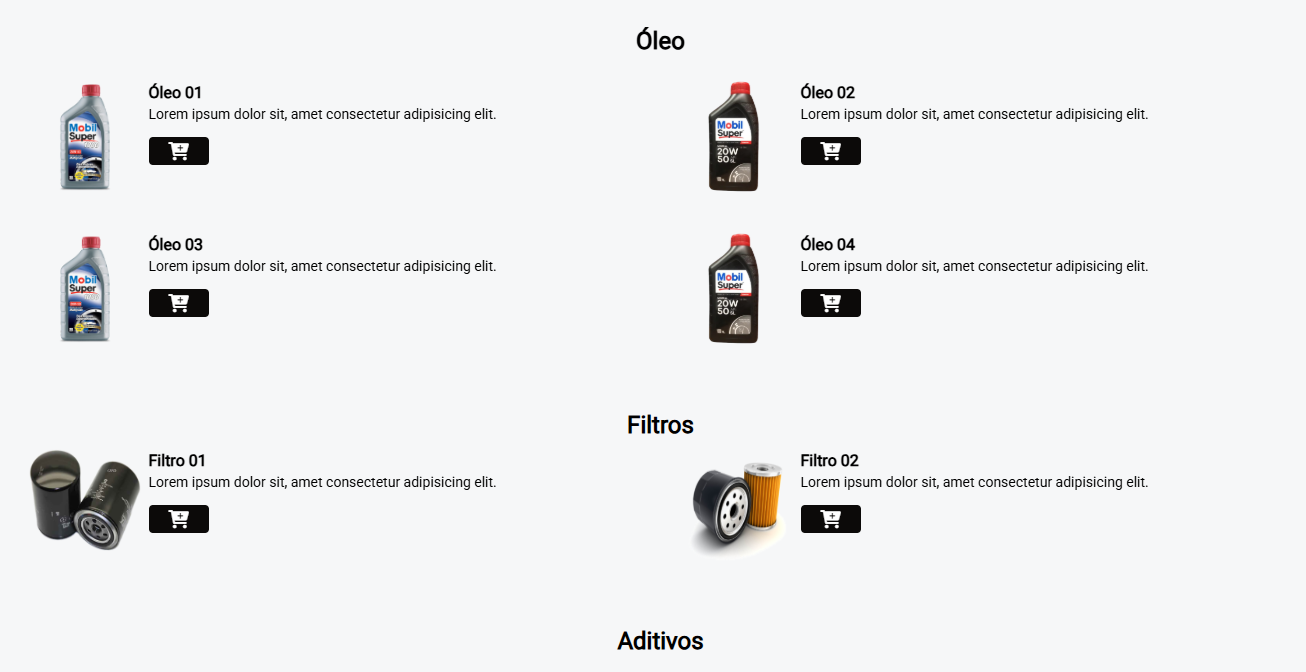 Óleo
Óleo 01
Lorem ipsum dolor sit, amet consectetur adipisicing elit.
Mobil
Super
Óleo 02
Lorem ipsum dolor sit, amet consectetur adipisicing elit.
Mobil
Super
20W
50
Óleo 03
Lorem ipsum dolor sit, amet consectetur adipisicing elit.
Mobil
Super
Óleo 04
Lorem ipsum dolor sit, amet consectetur adipisicing elit.
Mobil
Super
20W
50
Filtros
Filtro 01
Lorem ipsum dolor sit, amet consectetur adipisicing elit.
Filtro 02
Lorem ipsum dolor sit, amet consectetur adipisicing elit.
Aditivos